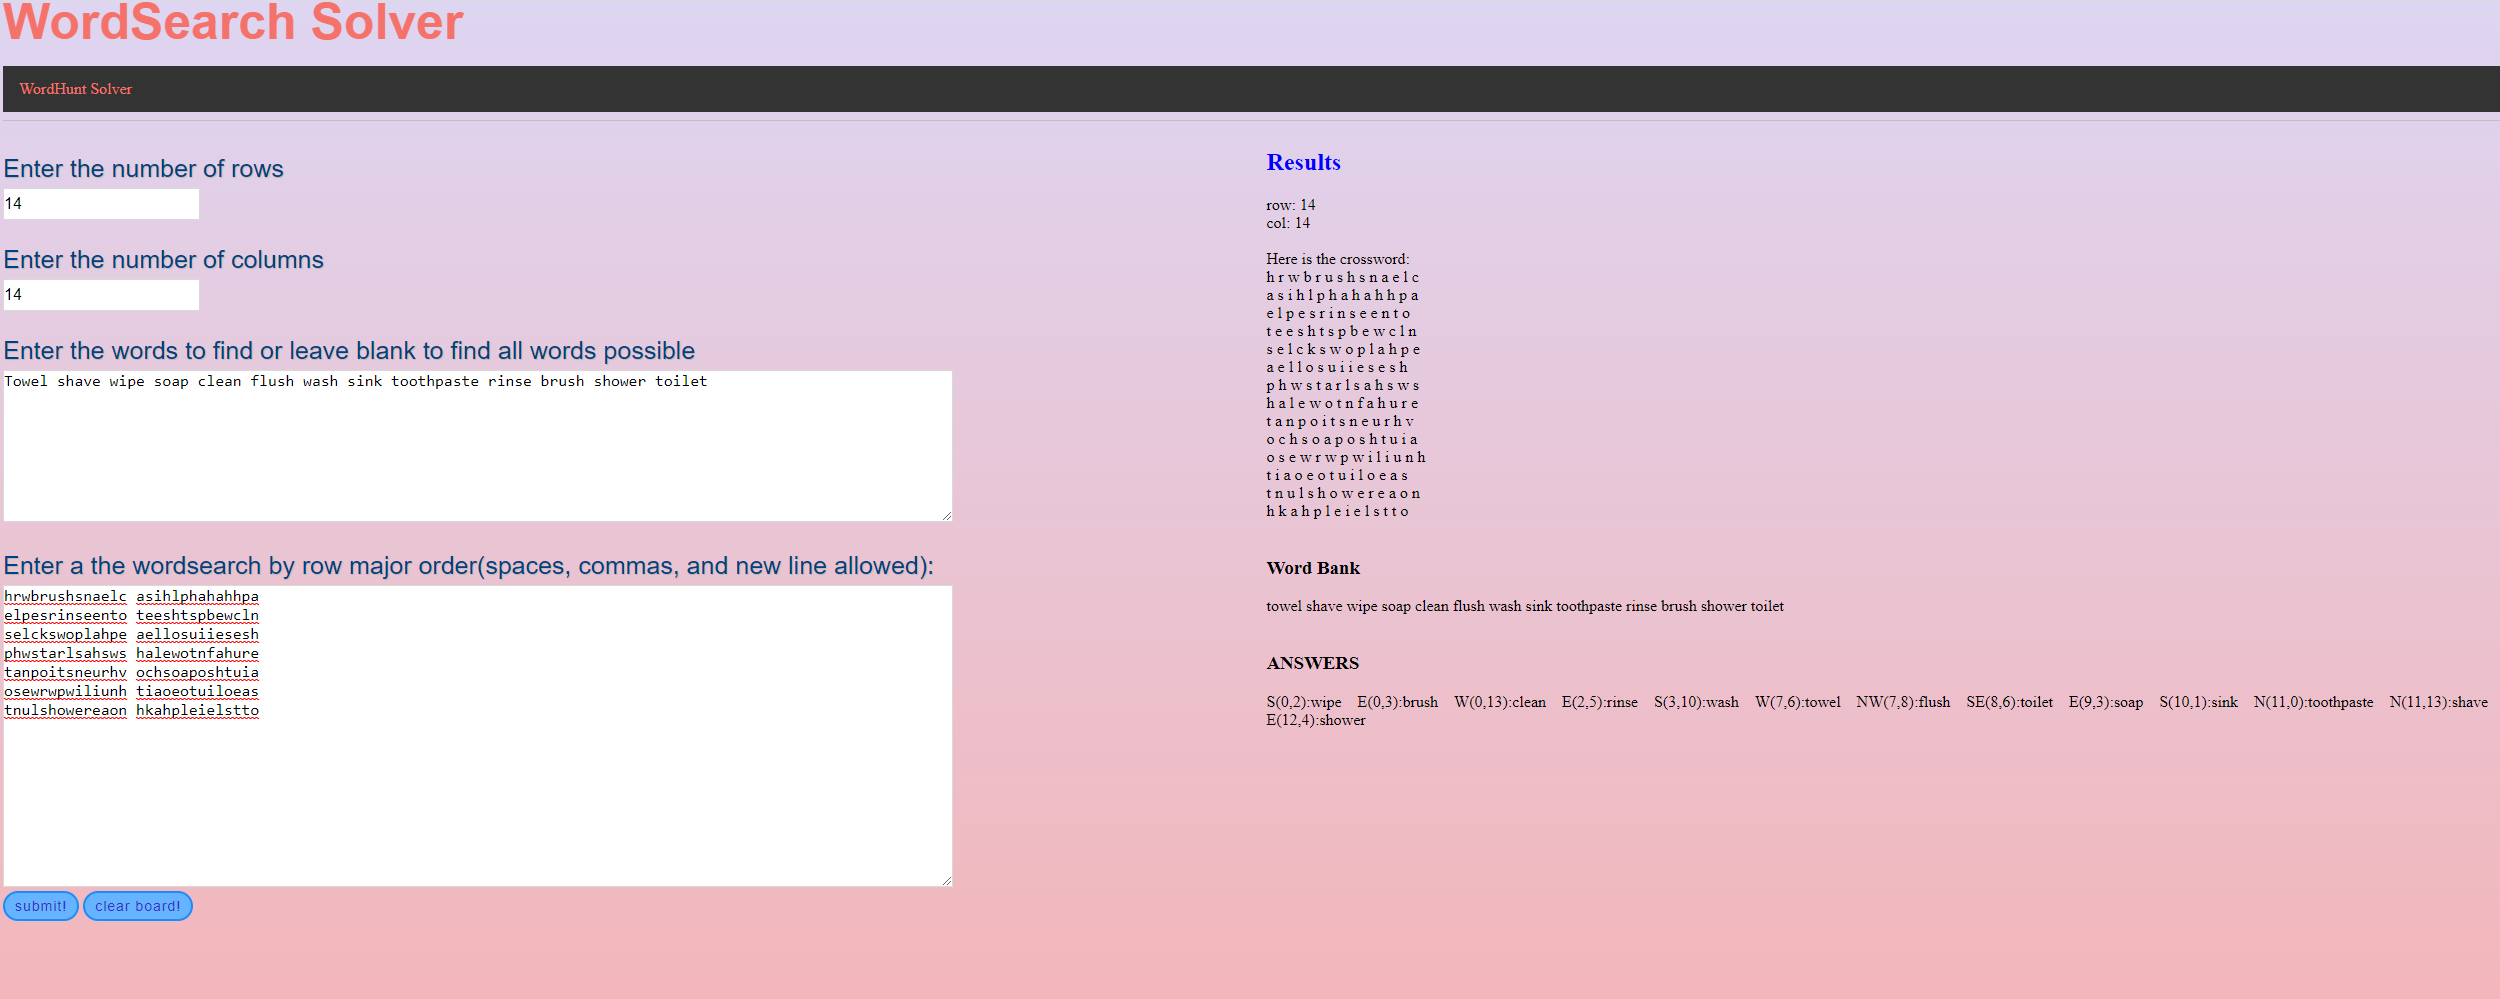 WordSearch Solver
WordHunt Solver
Enter the number of rows
14
Enter the number of columns
14
Enter the words to find or leave blank to find all words possible
Towel shave wipe soap clean flush wash sink toothpaste rinse brush shower toilet
Enter a the wordsearch by row major order(spaces, commas, and new line allowed):
hrwbrushsnaelc asihlphahahhpa
elpesrinseento teeshtspbewcln
selckswoplahpe aellosuiiesesh
phwstarlsahsws halewotnfahure
tanpoitsneurhv ochsoaposhtuia
osewrwpwiliunh tiaoeotuiloeas
tnulshowereaon hkahpleielstto
submit! clear board!
Results
row: 14
col: 14
Here is the crossword:
h r w b r u s h s n a e l c
a s i h l p h a h a h h p a
e l p e s r i n s e e n t o
t e e s h t s p b e w c l n
s e l c k s w o p l a h p e
a e l l o s u i i e s e s h
p h w s t a r l s a h s w s
h a l e w o t n f a h u r e
t a n p o i t s n e u r h v
o c h s o a p o s h t u i a
o s e w r w p w i l i u n h
t i a o e o t u i l o e a s
t n u l s h o w e r e a o n
h k a h p l e i e l s t t o
Word Bank
towel shave wipe soap clean flush wash sink toothpaste rinse brush shower toilet
ANSWERS
S(0,2):wipe E(0,3):brush W(0,13):clean E(2,5):rinse S(3,10):wash W(7,6):towel NW(7,8):flush SE(8,6):toilet E(9,3):soap S(10,1):sink N(11,0):toothpaste N(11,13):shave
E(12,4):shower